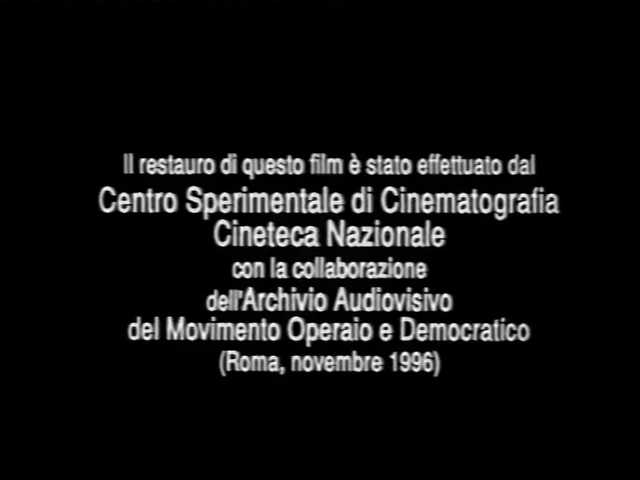 Il restauro di questo film è stato effettuato dal
Centro Sperimentale di Cinematografia
Cineteca Nazionale
con la collaborazione
dell'Archivio Audiovisivo
del Movimento Operaio e Democratico
(Roma, novembre 1996)